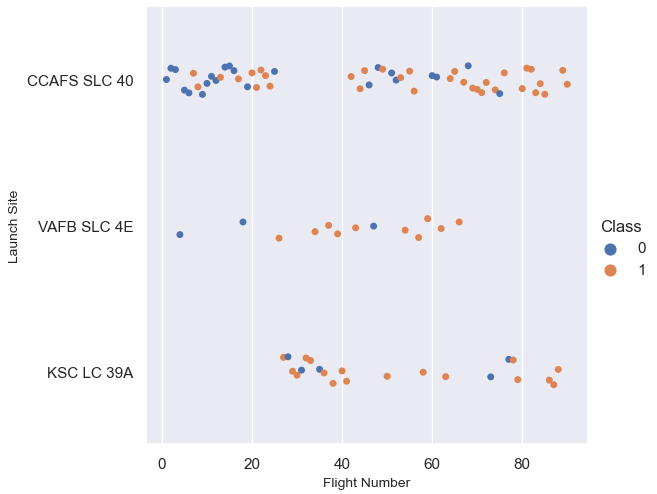 CCAFS SLC 40
VAFB SLC 4E
KSC LC 39A
Launch Site
0 20 40 60 80
Flight Number
Class
0
1